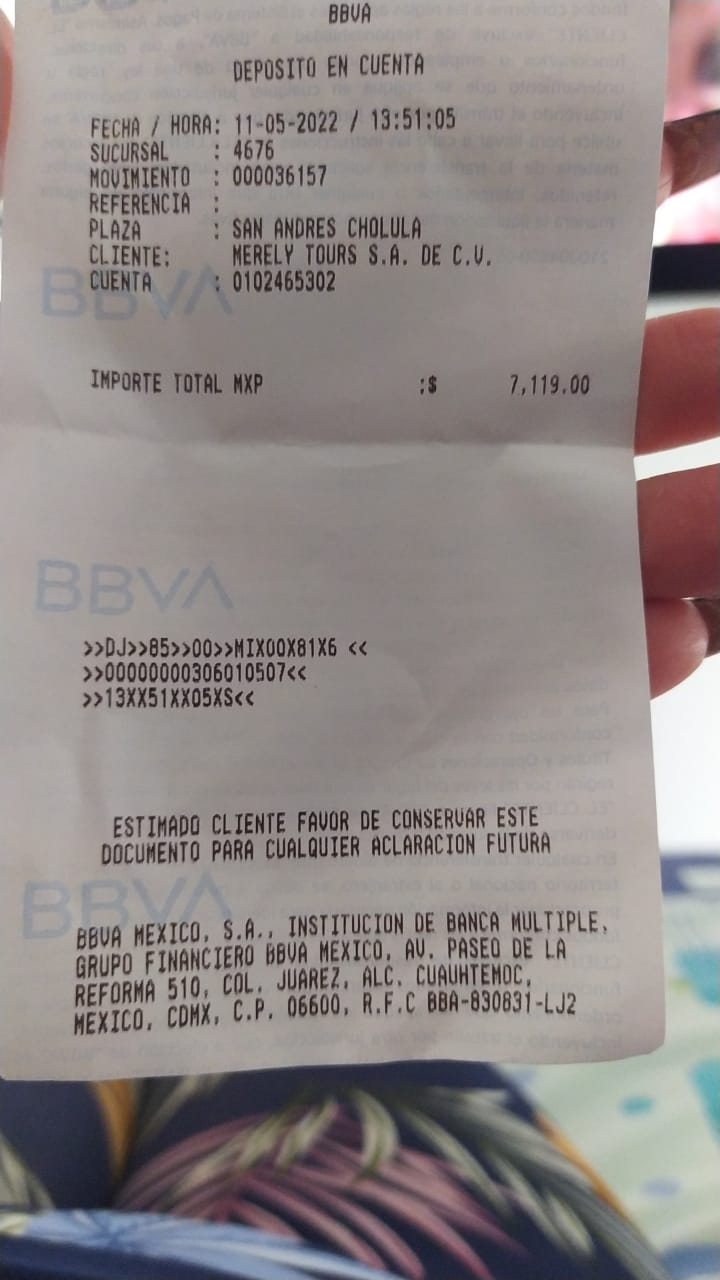 BBVA
DEPOSITO EN CUENTA
FECHA / HORA: 11-05-2022 / 13:51:05
SUCURSAL : 4676
MOVIMIENTO : 000036157
REFERENCIA :
PLAZA : SAN ANDRES CHOLULA
CLIENTE: MERELY TOURS S.A. DE C.V.
CUENTA : 0102465302
BBVA
IMPORTE TOTAL MXP :$ 7,119.00
BBVA
>>DJ>>85>>00>>MIX00X81X6 <<
>>00000000306010507<<
>>13XX51XX05XS<<
ESTIMADO CLIENTE FAVOR DE CONSERVAR ESTE
DOCUMENTO PARA CUALQUIER ACLARACION FUTURA
BBVA
BBVA MEXICO, S.A., INSTITUCION DE BANCA MULTIPLE,
GRUPO FINANCIERO BBVA MEXICO, AV. PASEO DE LA
REFORMA 510, COL. JUAREZ, ALC. CUAUHTEMOC,
MEXICO, CDMX, C.P. 06600, R.F.C BBA-830831-LJ2